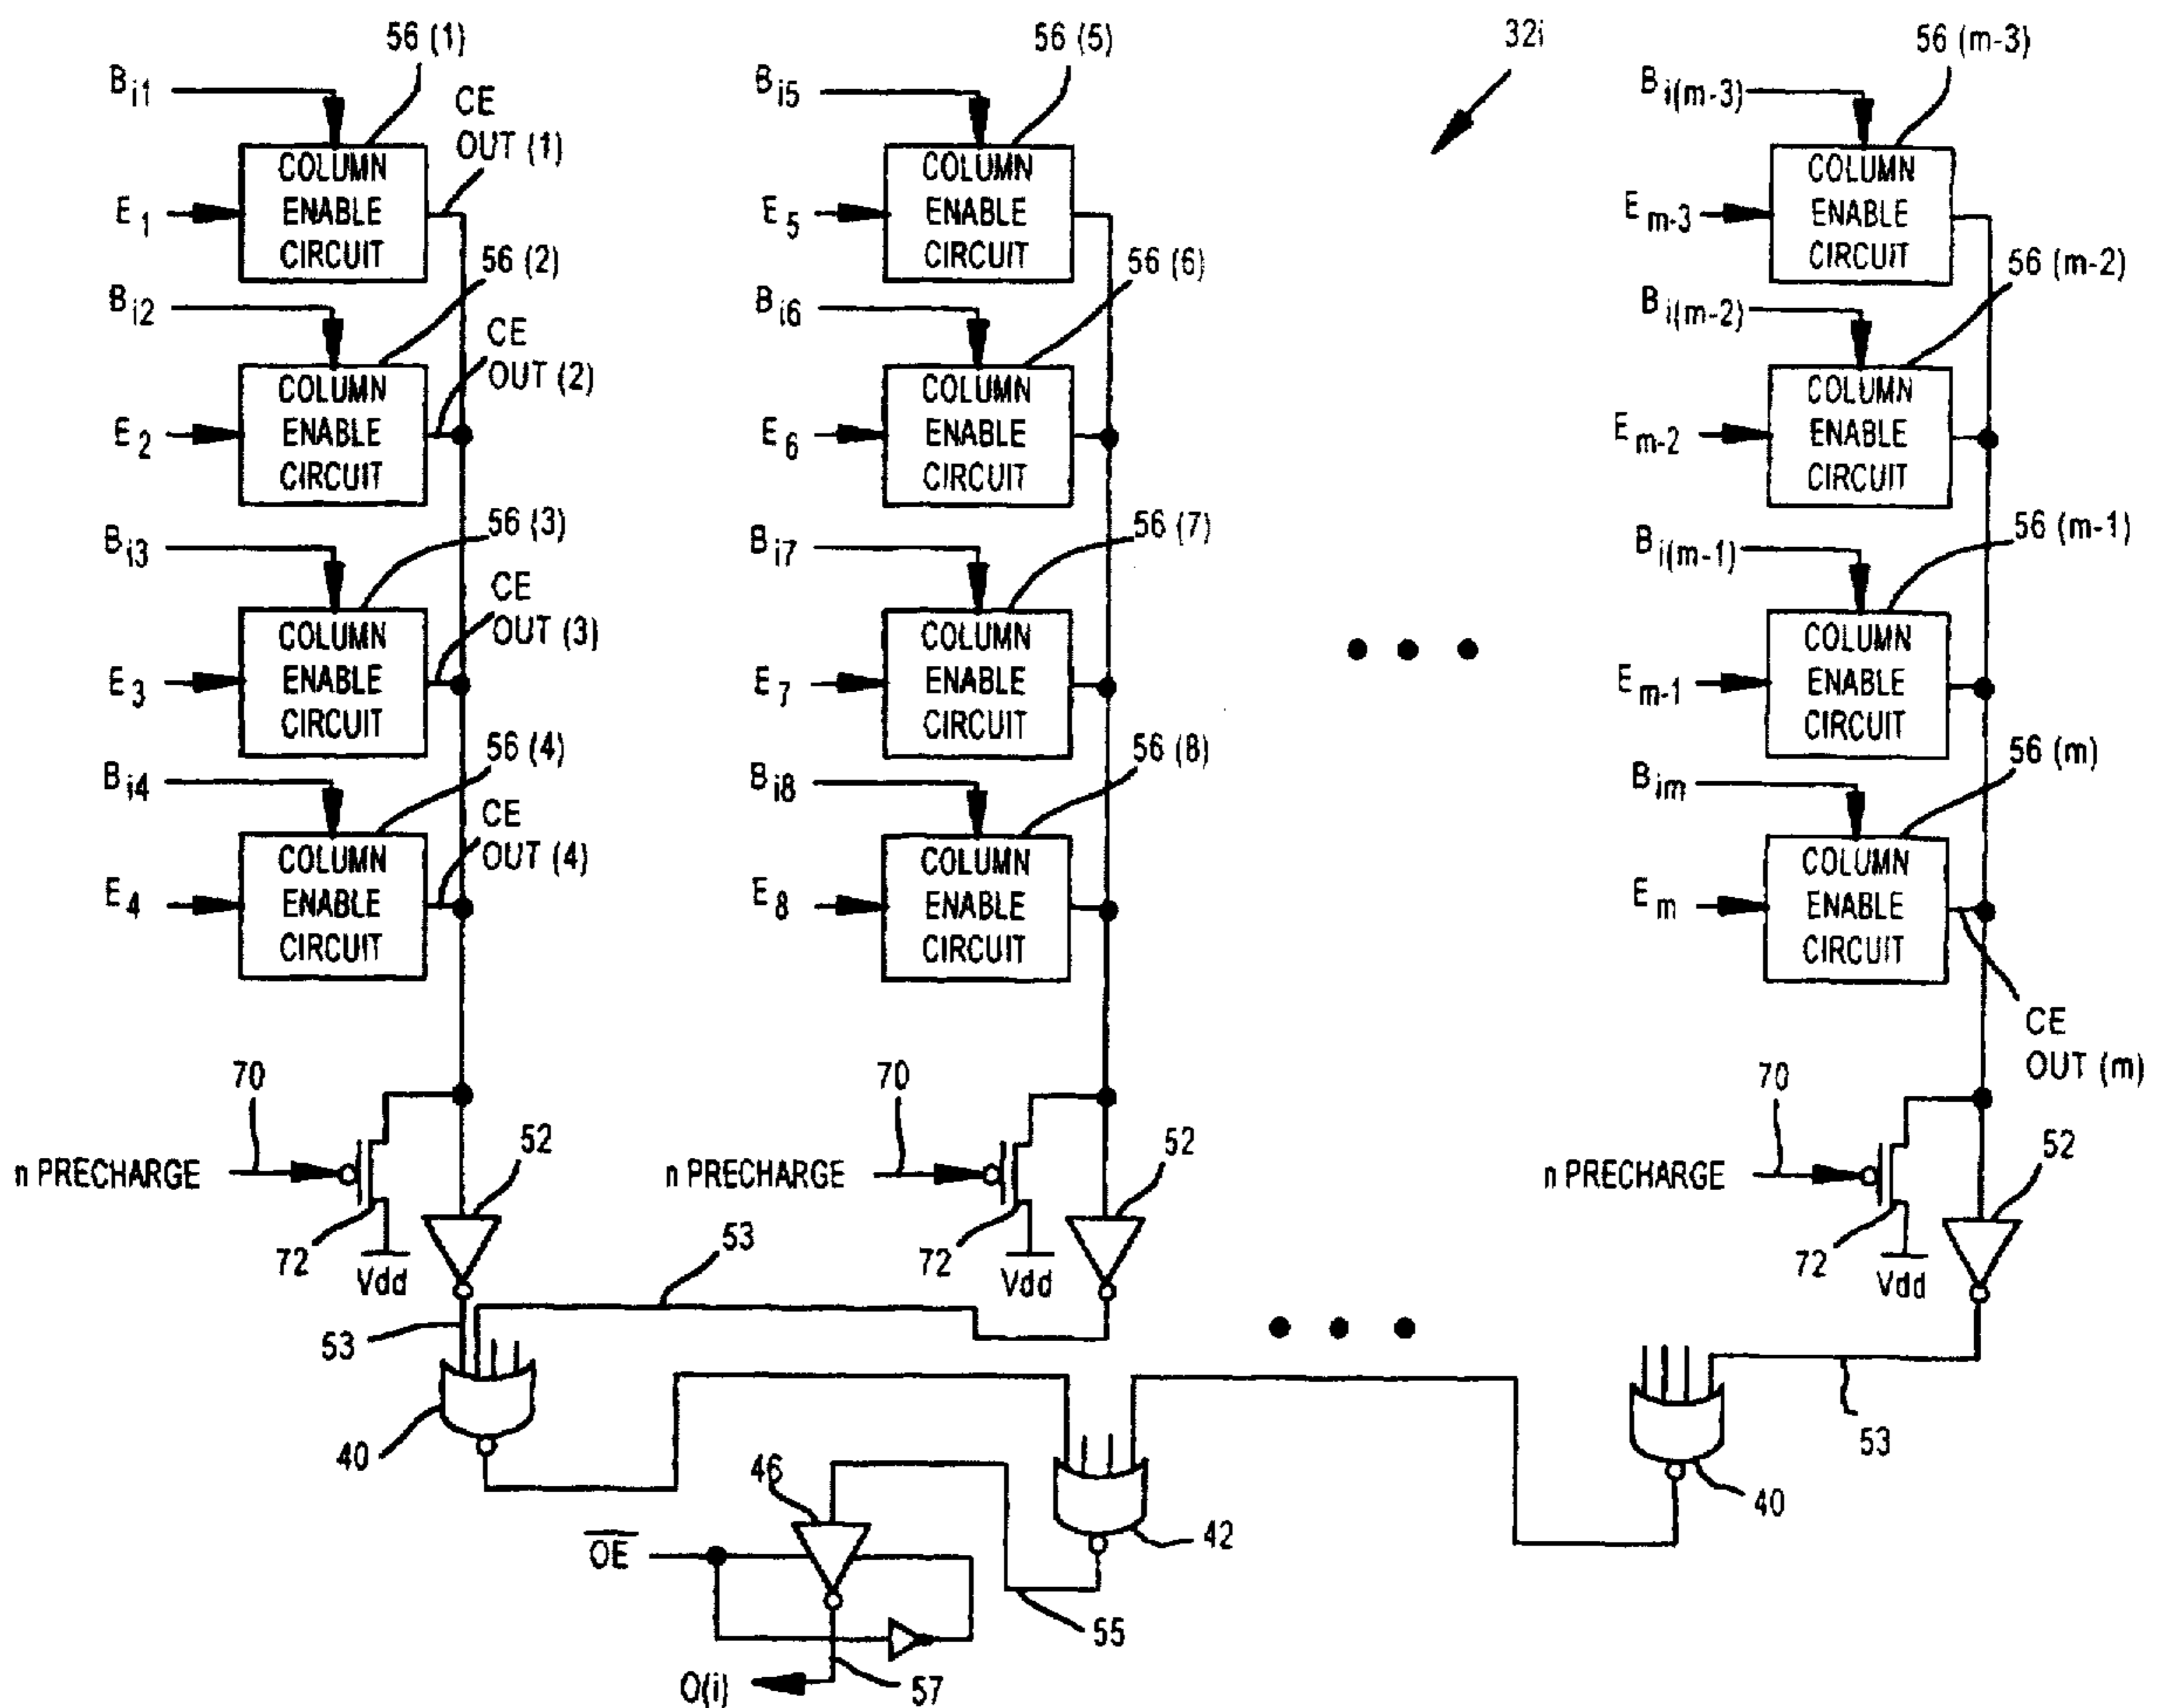 56 (1)
56 (5)
32i
56 (m-3)
B i1
B i5
B i(m-3)
CE
OUT (1)
COLUMN
ENABLE
CIRCUIT
COLUMN
ENABLE
CIRCUIT
COLUMN
ENABLE
CIRCUIT
E 1
E 5
E m-3
56 (2)
56 (6)
56 (m-2)
B i2
B i6
B i(m-2)
CE
OUT (2)
COLUMN
ENABLE
CIRCUIT
COLUMN
ENABLE
CIRCUIT
COLUMN
ENABLE
CIRCUIT
E 2
E 6
E m-2
56 (3)
56 (7)
56 (m-1)
B i3
B i7
B i(m-1)
CE
OUT (3)
COLUMN
ENABLE
CIRCUIT
COLUMN
ENABLE
CIRCUIT
COLUMN
ENABLE
CIRCUIT
E 3
E 7
E m-1
56 (4)
56 (8)
56 (m)
B i4
B i8
B im
CE
OUT (4)
COLUMN
ENABLE
CIRCUIT
COLUMN
ENABLE
CIRCUIT
COLUMN
ENABLE
CIRCUIT
E 4
E 8
E m
CE
OUT (m)
70
70
70
52
52
52
n PRECHARGE
n PRECHARGE
n PRECHARGE
72
Vdd
72
Vdd
72
Vdd
53
53
53
40
40
46
42
OE
55
O(i)
57